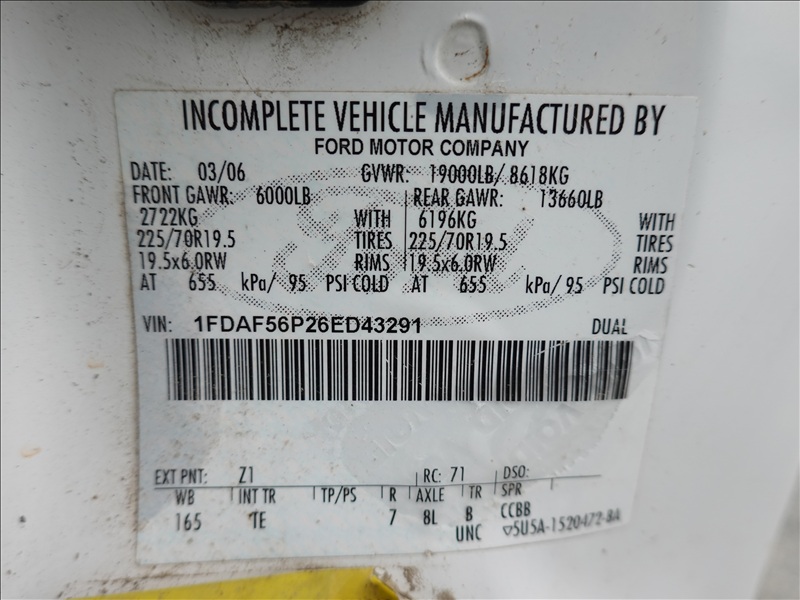 INCOMPLETE VEHICLE MANUFACTURED BY
FORD MOTOR COMPANY
DATE: 03/06 GVWR: 19000LB/ 8618KG
FRONT GAWR: 6000LB REAR GAWR: 13660LB
2722KG WITH 6196KG WITH
225/70R19.5 TIRES 225/70R19.5 TIRES
19.5x6.0RW RIMS 19.5x6.0RW RIMS
AT 655 kPa/ 95 PSI COLD AT 655 kPa/ 95 PSI COLD
VIN: 1FDAF56P26ED43291 DUAL
EXT PNT: Z1 RC: 71 DSO:
WB INT TR TP/PS R AXLE TR SPR
165 TE 7 8L B CCBB
UNC ▽5U5A-1520472-BA